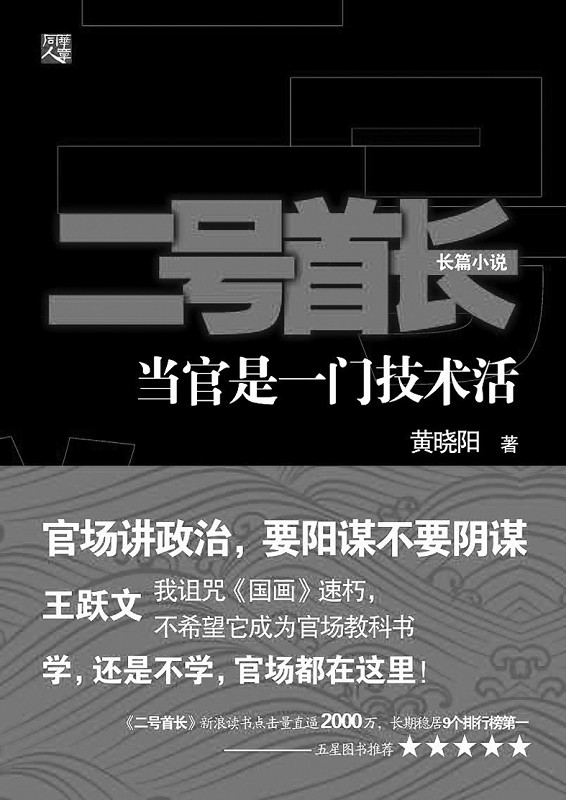 同人
華章
二号首长
长篇小说
当官是一门技术活
黄晓阳 著
官场讲政治，要阳谋不要阴谋
王跃文 我诅咒《国画》速朽，
不希望它成为官场教科书
学，还是不学，官场都在这里！
《二号首长》新浪读书点击量直逼2000万，长期稳居9个排行榜第一
————五星图书推荐★★★★★